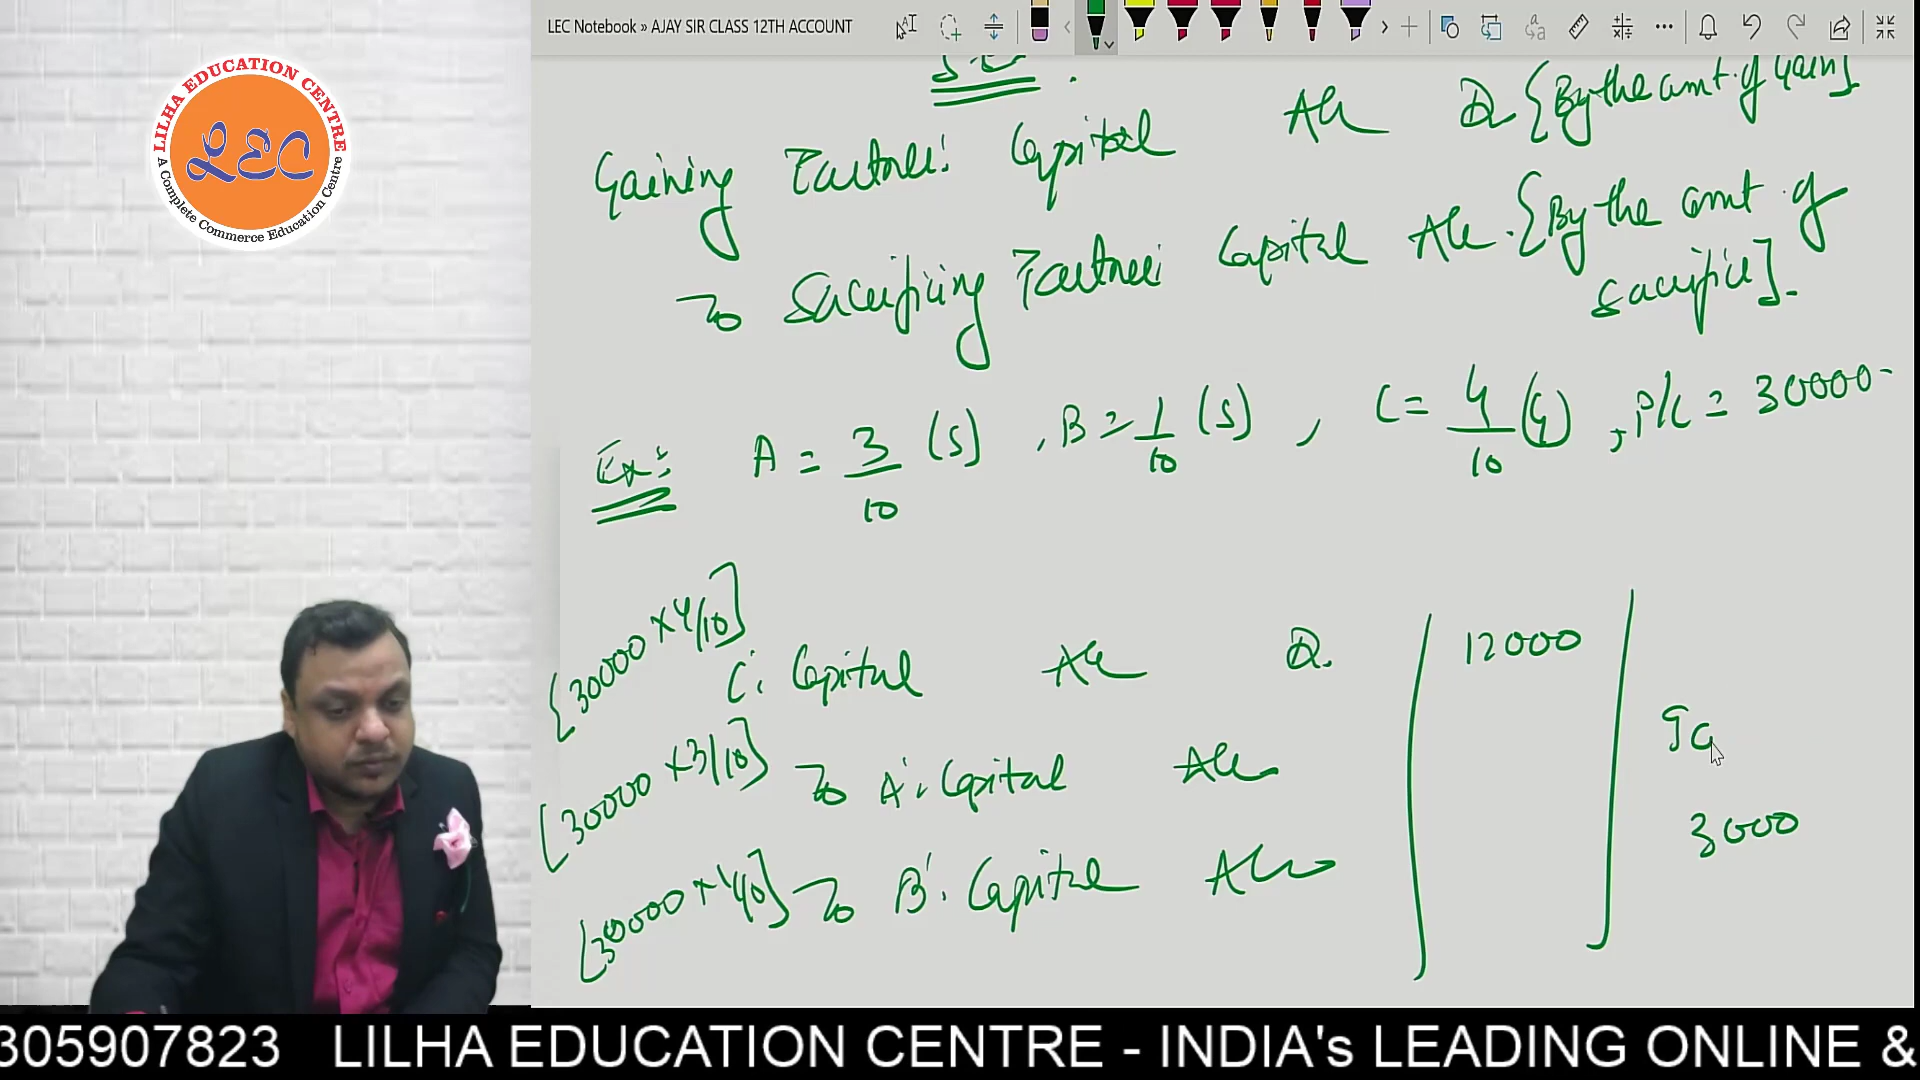 LEC Notebook » AJAY SIR CLASS 12TH ACCOUNT
LILHA EDUCATION CENTRE
LEC
A Complete Commerce Education Centre
Gaining Partner's Capital A/c Dr. {By the amt. of gain}
To Sacrificing Partner's Capital A/c. {By the amt. of sacrifice}.
Ex: A = 3/10 (S), B = 1/10 (S), C = 4/10 (G), P/L = 30000-
[30000 x 4/10] C's Capital A/c Dr. 12000
[30000 x 3/10] To A's Capital A/c 90
[30000 x 1/10] To B's Capital A/c 3000
305907823 LILHA EDUCATION CENTRE - INDIA's LEADING ONLINE &